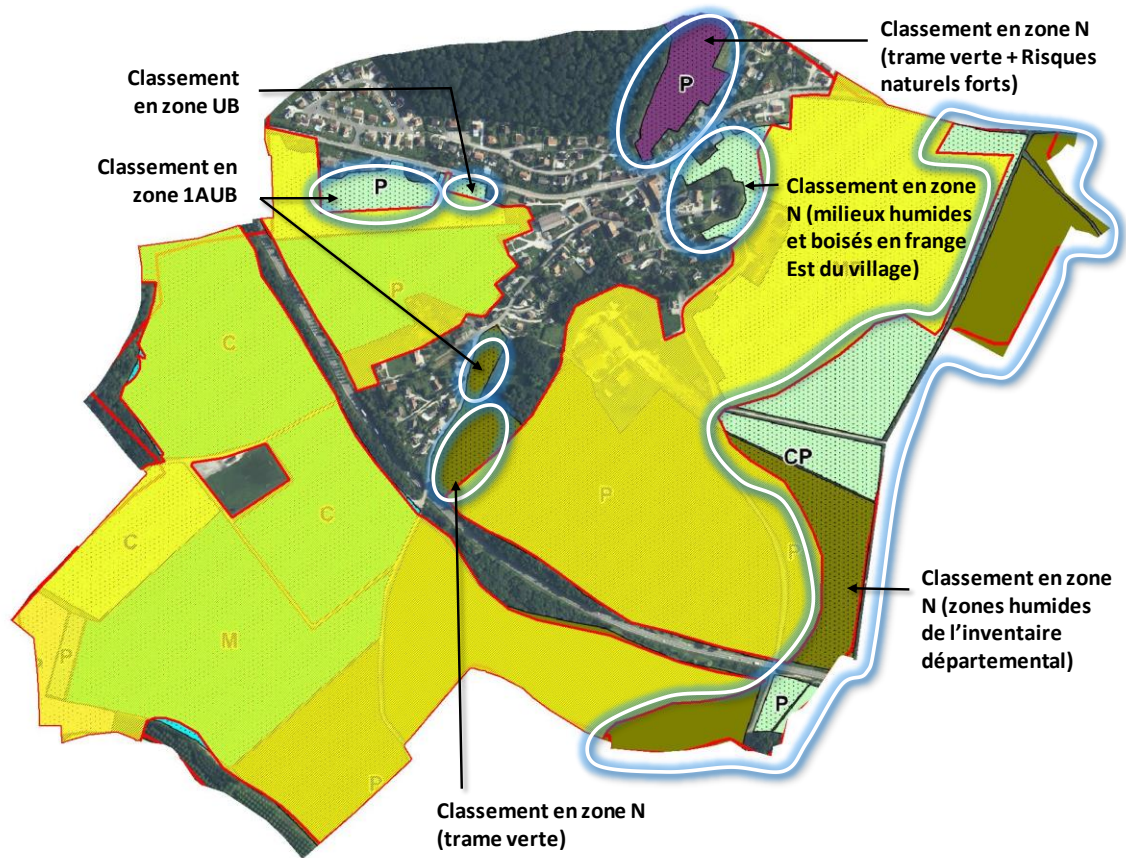 Classement en zone N
(trame verte + Risques
naturels forts)
Classement
en zone UB
P
Classement en
zone 1AUB
P
Classement en zone
N (milieux humides
et boisés en frange
Est du village)
P
C
C
CP
P
P
C
M
P
Classement en zone
N (zones humides
de l’inventaire
départemental)
P
P
P
Classement en zone N
(trame verte)